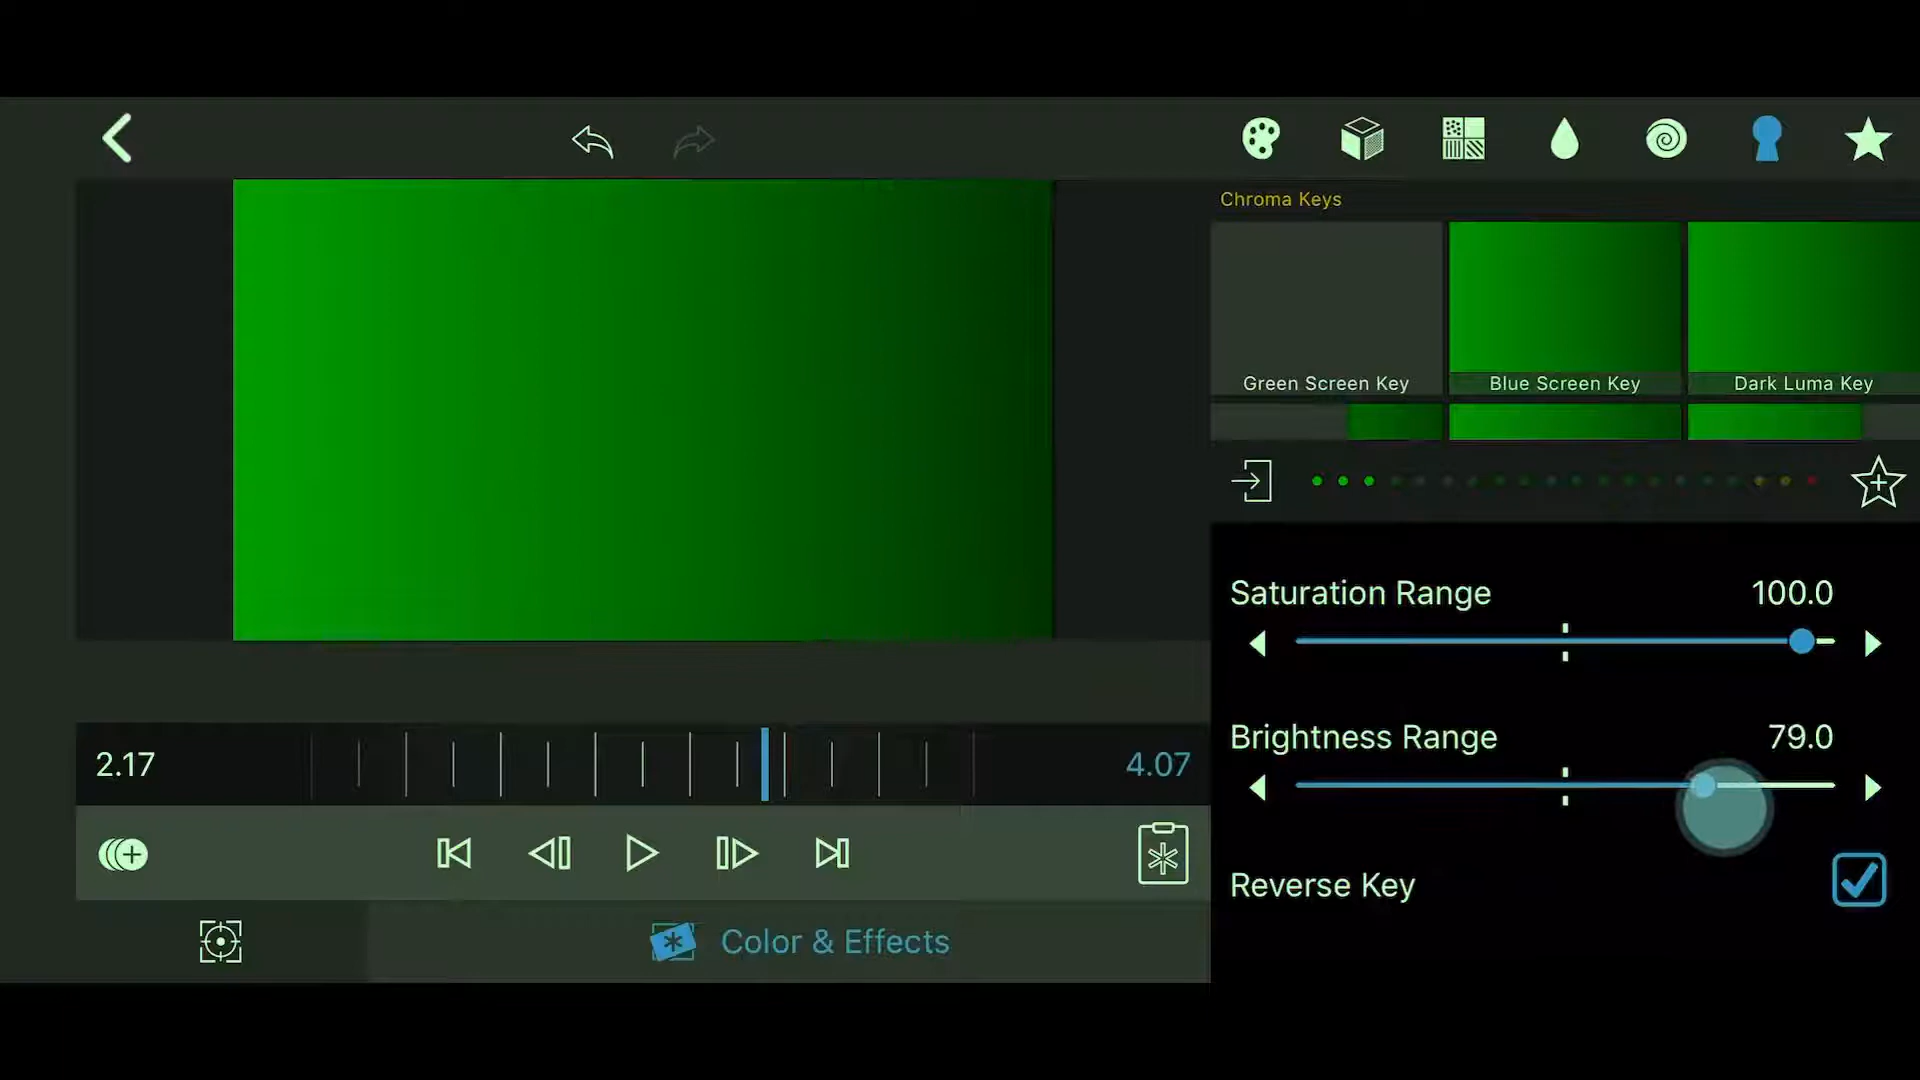 Chroma Keys
Green Screen Key
Blue Screen Key
Dark Luma Key
Saturation Range
100.0
Brightness Range
79.0
Reverse Key
2.17
4.07
Color & Effects